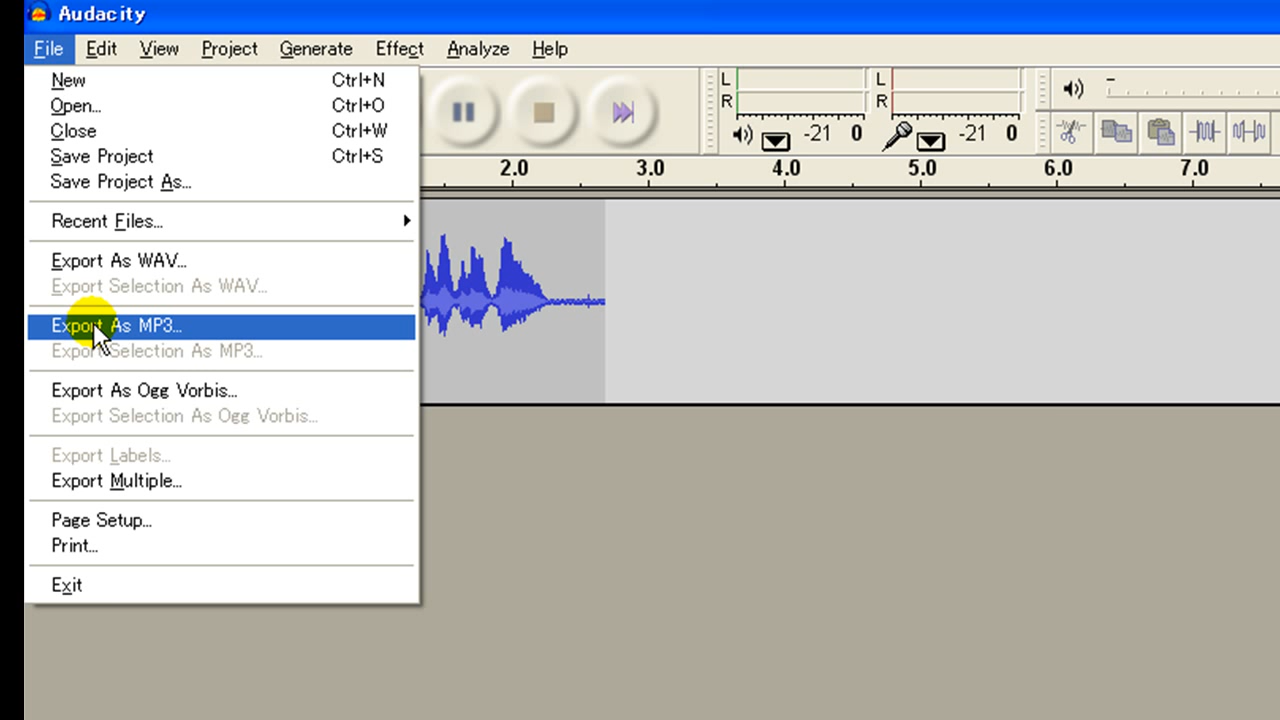 Audacity
File Edit View Project Generate Effect Analyze Help
New Ctrl+N
Open... Ctrl+O
Close Ctrl+W
Save Project Ctrl+S
Save Project As...
Recent Files...
Export As WAV...
Export Selection As WAV...
Export As MP3...
Export Selection As MP3...
Export As Ogg Vorbis...
Export Selection As Ogg Vorbis...
Export Labels...
Export Multiple...
Page Setup...
Print...
Exit
L L
R R
-21 0 -21 0
2.0 3.0 4.0 5.0 6.0 7.0